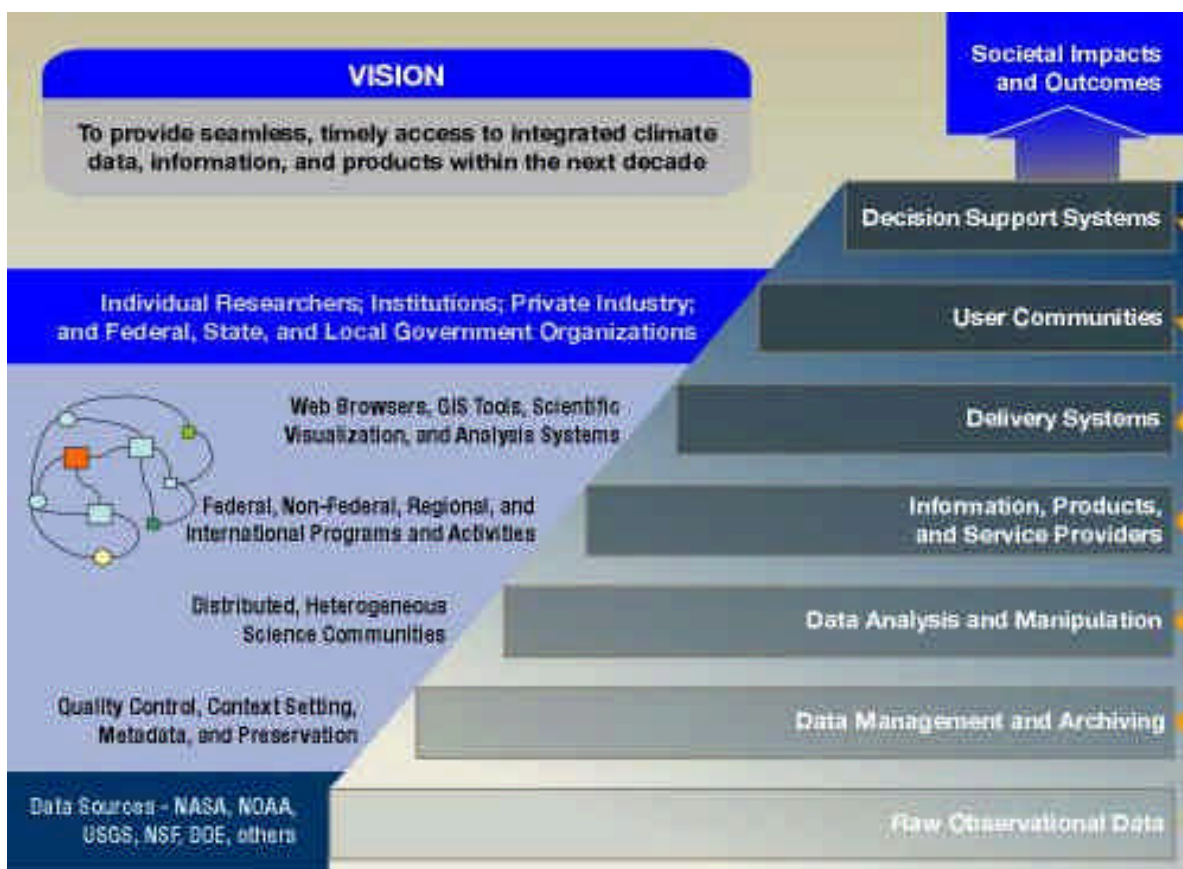 VISION
To provide seamless, timely access to integrated climate
data, information, and products within the next decade
Societal Impacts
and Outcomes
Decision Support Systems
Individual Researchers; Institutions; Private Industry;
and Federal, State, and Local Government Organizations
User Communities
Web Browsers, GIS Tools, Scientific
Visualization, and Analysis Systems
Delivery Systems
Federal, Non-Federal, Regional, and
International Programs and Activities
Information, Products,
and Service Providers
Distributed, Heterogeneous
Science Communities
Data Analysis and Manipulation
Quality Control, Context Setting,
Metadata, and Preservation
Data Management and Archiving
Data Sources - NASA, NOAA,
USGS, NSF, DOE, others
Raw Observational Data